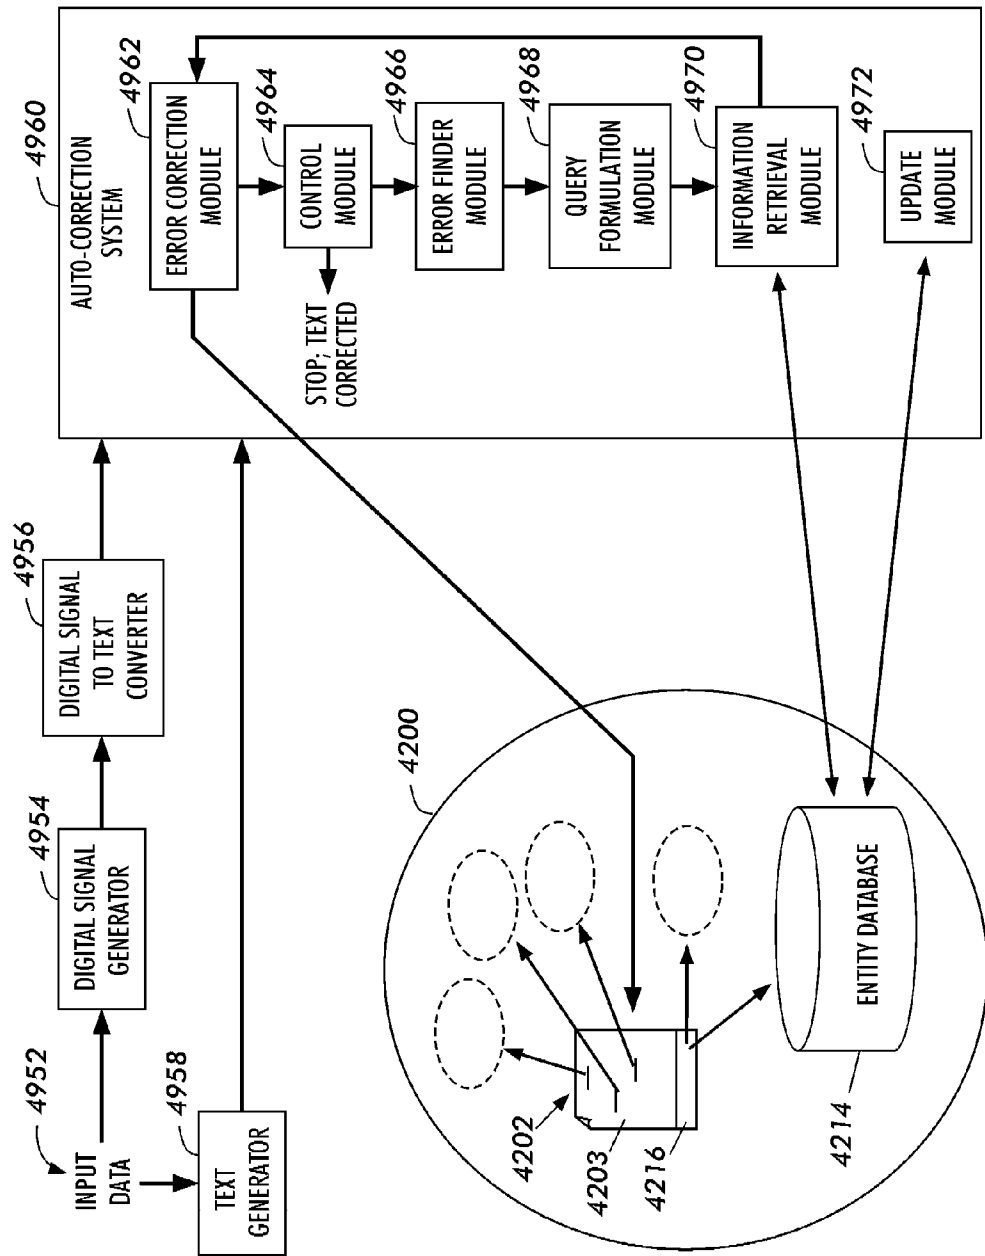 4952
INPUT
DATA
4954
DIGITAL SIGNAL
GENERATOR
4956
DIGITAL SIGNAL
TO TEXT
CONVERTER
4958
TEXT
GENERATOR
4960
AUTO-CORRECTION
SYSTEM
4962
ERROR CORRECTION
MODULE
4964
CONTROL
MODULE
STOP; TEXT
CORRECTED
4966
ERROR FINDER
MODULE
4968
QUERY
FORMULATION
MODULE
4970
INFORMATION
RETRIEVAL
MODULE
4972
UPDATE
MODULE
4200
4202
4203
4216
4214
ENTITY DATABASE